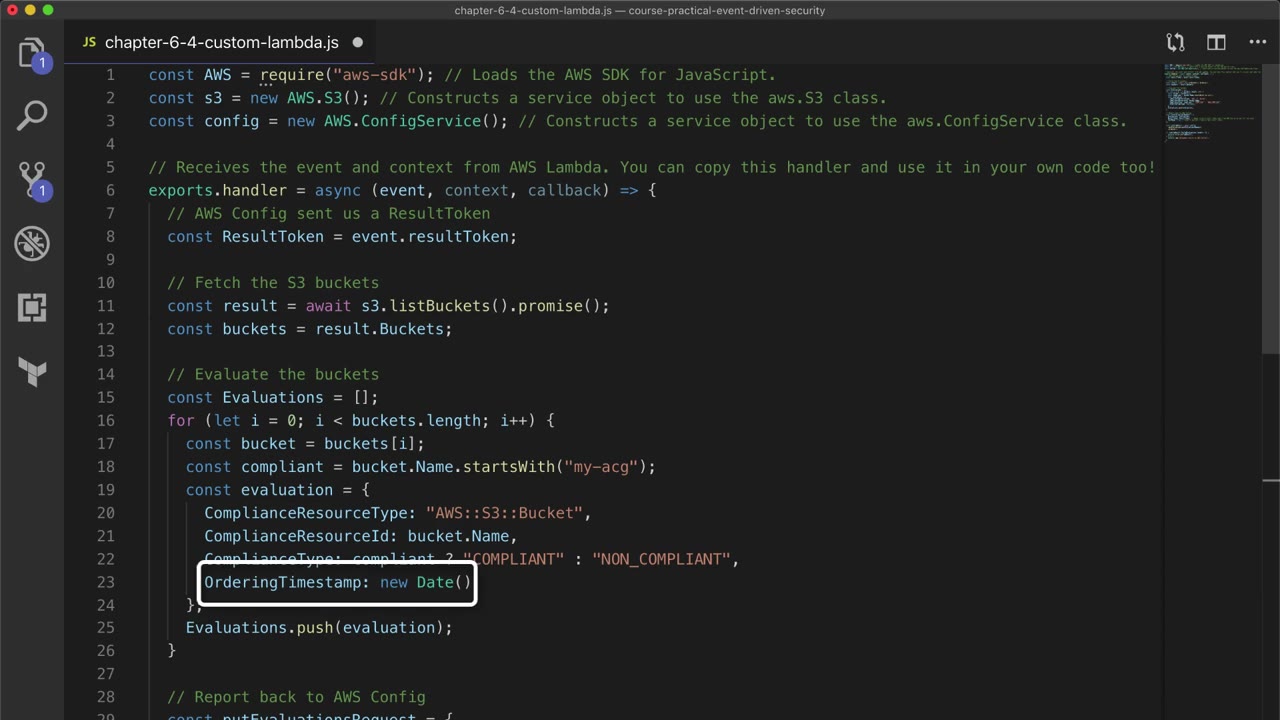 chapter-6-4-custom-lambda.js — course-practical-event-driven-security
JS chapter-6-4-custom-lambda.js
1
1
1 const AWS = require("aws-sdk"); // Loads the AWS SDK for JavaScript.
2 const s3 = new AWS.S3(); // Constructs a service object to use the aws.S3 class.
3 const config = new AWS.ConfigService(); // Constructs a service object to use the aws.ConfigService class.
4
5 // Receives the event and context from AWS Lambda. You can copy this handler and use it in your own code too!
6 exports.handler = async (event, context, callback) => {
7 // AWS Config sent us a ResultToken
8 const ResultToken = event.resultToken;
9
10 // Fetch the S3 buckets
11 const result = await s3.listBuckets().promise();
12 const buckets = result.Buckets;
13
14 // Evaluate the buckets
15 const Evaluations = [];
16 for (let i = 0; i < buckets.length; i++) {
17 const bucket = buckets[i];
18 const compliant = bucket.Name.startsWith("my-acg");
19 const evaluation = {
20 ComplianceResourceType: "AWS::S3::Bucket",
21 ComplianceResourceId: bucket.Name,
22 ComplianceType: compliant ? "COMPLIANT" : "NON_COMPLIANT",
23 OrderingTimestamp: new Date()
24 };
25 Evaluations.push(evaluation);
26 }
27
28 // Report back to AWS Config
29 const putEvaluationsRequest = {